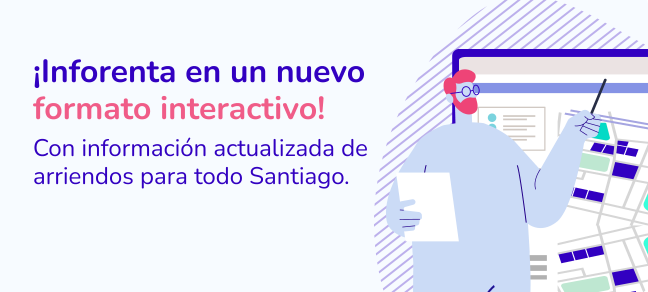 ¡Inforenta en un nuevo
formato interactivo!
Con información actualizada de
arriendos para todo Santiago.